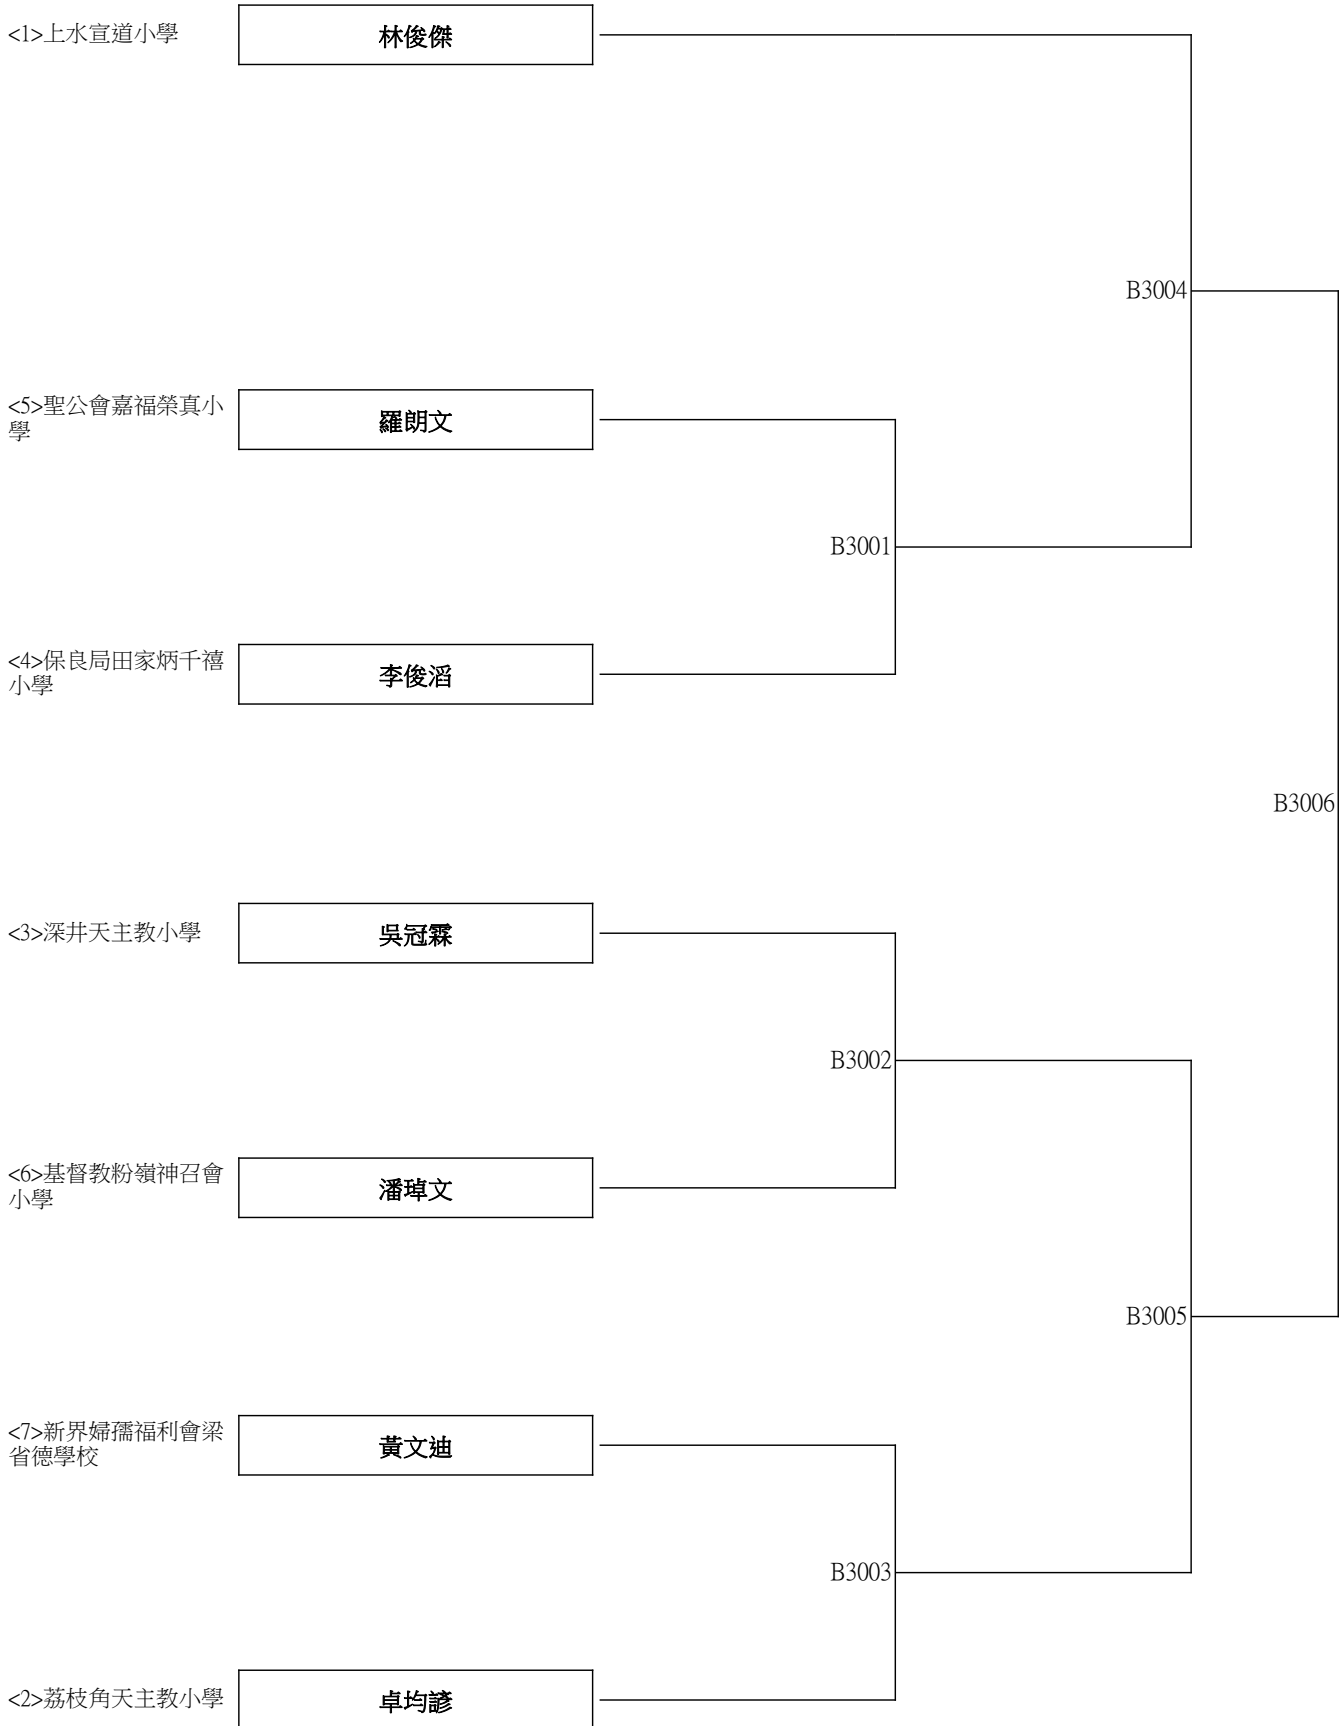 <1>上水宣道小學
林俊傑
B3004
<5>聖公會嘉福榮真小
學
羅朗文
B3001
<4>保良局田家炳千禧
小學
李俊滔
B3006
<3>深井天主教小學
吳冠霖
B3002
<6>基督教粉嶺神召會
小學
潘瑋文
B3005
<7>新界婦孺福利會梁
省德學校
黃文迪
B3003
<2>荔枝角天主教小學
卓均諺